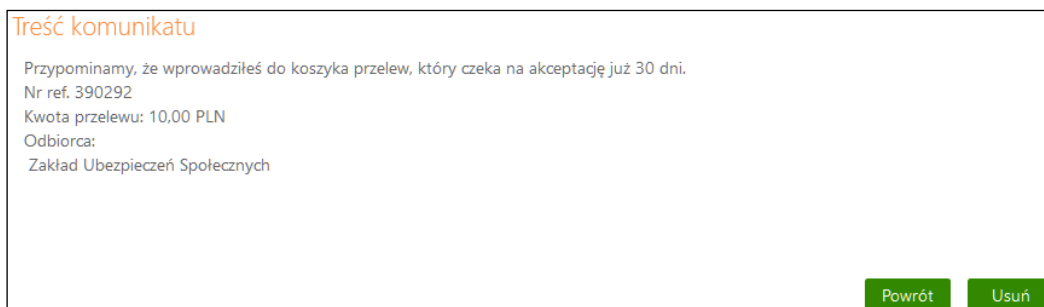 Treść komunikatu
Przypominamy, że wprowadziłeś do koszyka przelew, który czeka na akceptację już 30 dni.
Nr ref. 390292
Kwota przelewu: 10,00 PLN
Odbiorca:
Zakład Ubezpieczeń Społecznych
Powrót Usuń